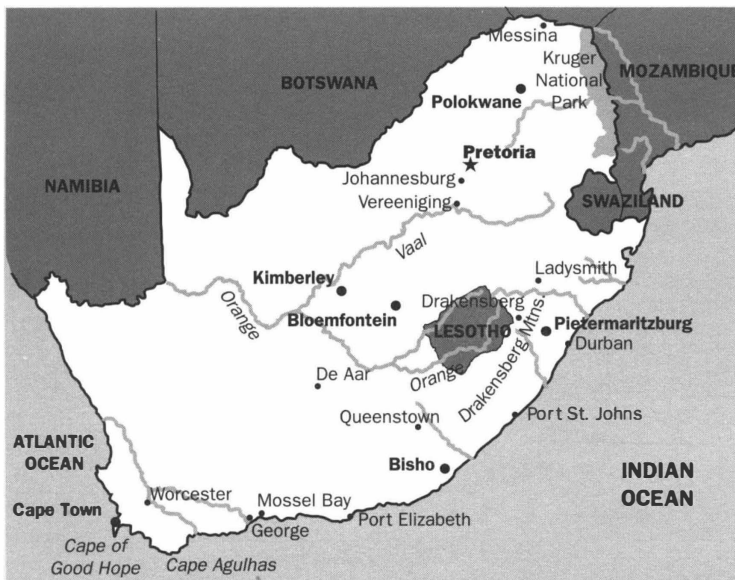 Messina
Kruger
National
Park
MOZAMBIQUE
BOTSWANA
Polokwane
Pretoria
NAMIBIA
Johannesburg
Vereeniging
SWAZILAND
Vaal
Ladysmith
Kimberley
Orange
Drakensberg
Bloemfontein
LESOTHO
Pietermaritzburg
Durban
Drakensberg Mtns.
Orange
De Aar
Queenstown
Port St. Johns
ATLANTIC
OCEAN
Bisho
INDIAN
OCEAN
Worcester
Mossel Bay
Cape Town
George
Port Elizabeth
Cape of
Good Hope
Cape Agulhas